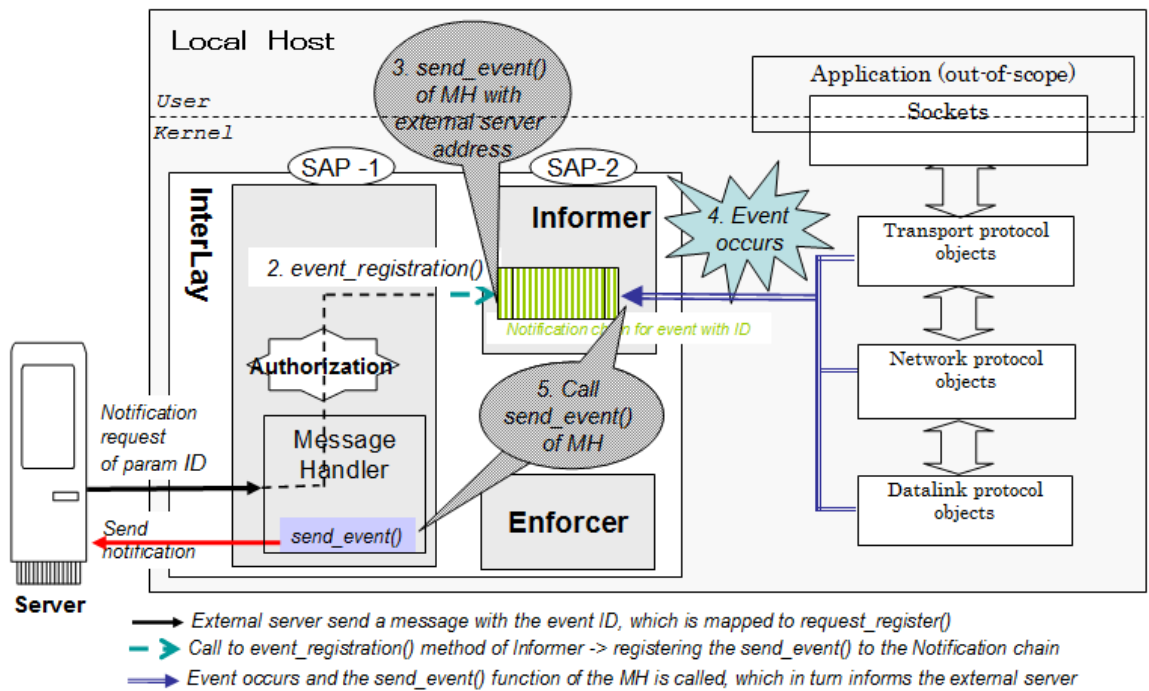 Local Host
User
Kernel
Application (out-of-scope)
Sockets
3. send_event()
of MH with
external server
address
SAP -1
SAP-2
InterLay
Informer
4. Event
occurs
Transport protocol
objects
2. event_registration()
Notification chain for event with ID
Authorization
Network protocol
objects
5. Call
send_event()
of MH
Notification
request
of param ID
Message
Handler
Datalink protocol
objects
Enforcer
Send
notification
send_event()
Server
External server send a message with the event ID, which is mapped to request_register()
Call to event_registration() method of Informer -> registering the send_event() to the Notification chain
Event occurs and the send_event() function of the MH is called, which in turn informs the external server